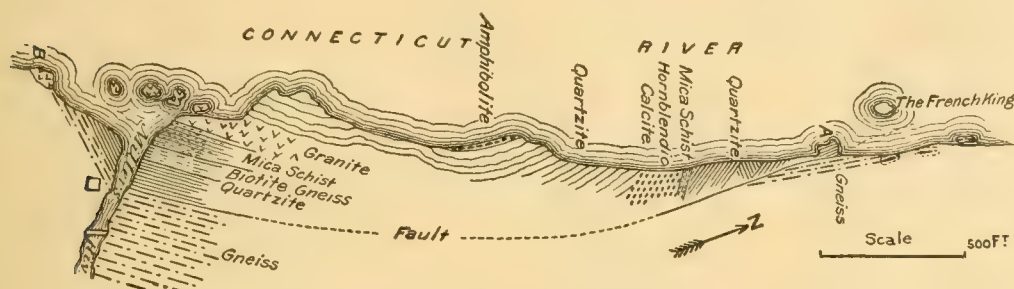 CONNECTICUT RIVER
B
Amphibolite
Quartzite
Calcite
Hornblendic
Mica Schist
Quartzite
The French King
A
Gneiss
Granite
Mica Schist
Biotite Gneiss
Quartzite
Fault
Gneiss
Z
Scale
500 FT